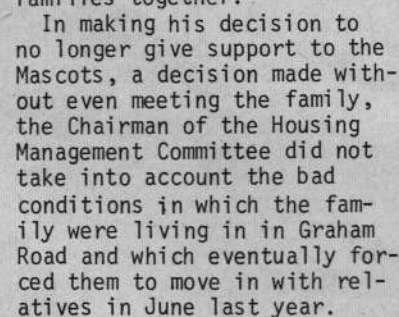 families together.
In making his decision to
no longer give support to the
Mascots, a decision made with-
out even meeting the family,
the Chairman of the Housing
Management Committee did not
take into account the bad
conditions in which the fam-
ily were living in in Graham
Road and which eventually for-
ced them to move in with rel-
atives in June last year.